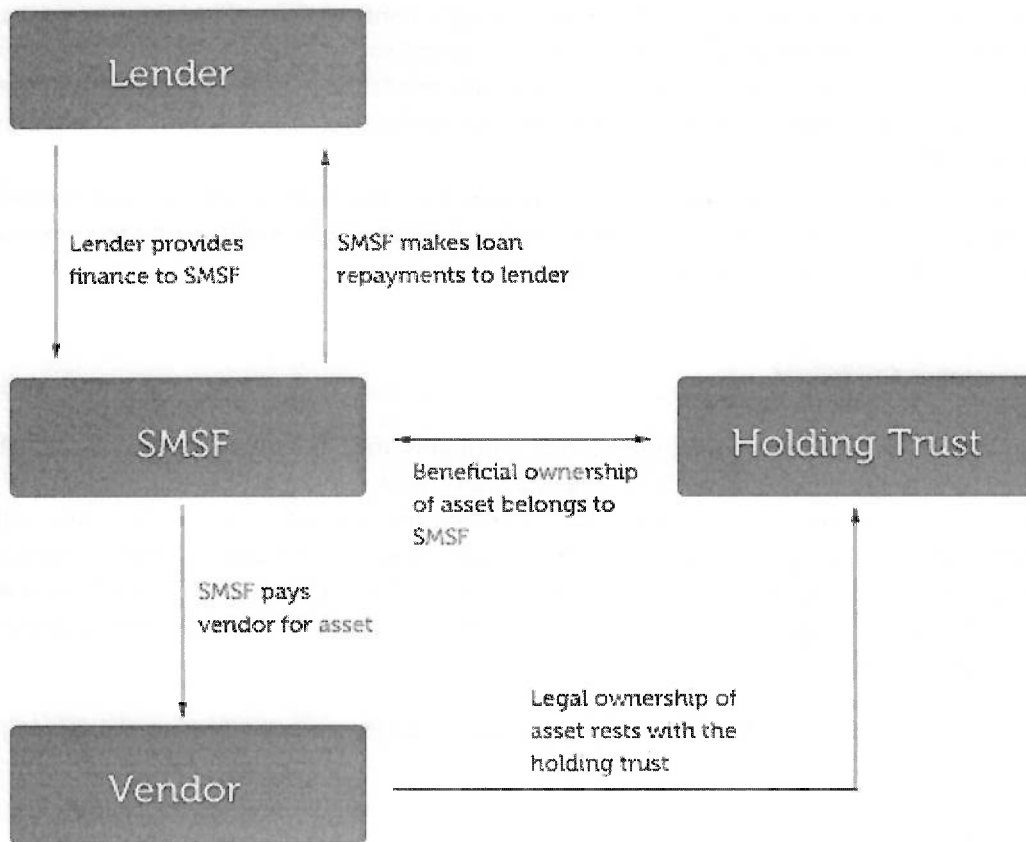 Lender
Lender provides
finance to SMSF
SMSF makes loan
repayments to lender
SMSF
Holding Trust
Beneficial ownership
of asset belongs to
SMSF
SMSF pays
vendor for asset
Legal ownership of
asset rests with the
holding trust
Vendor